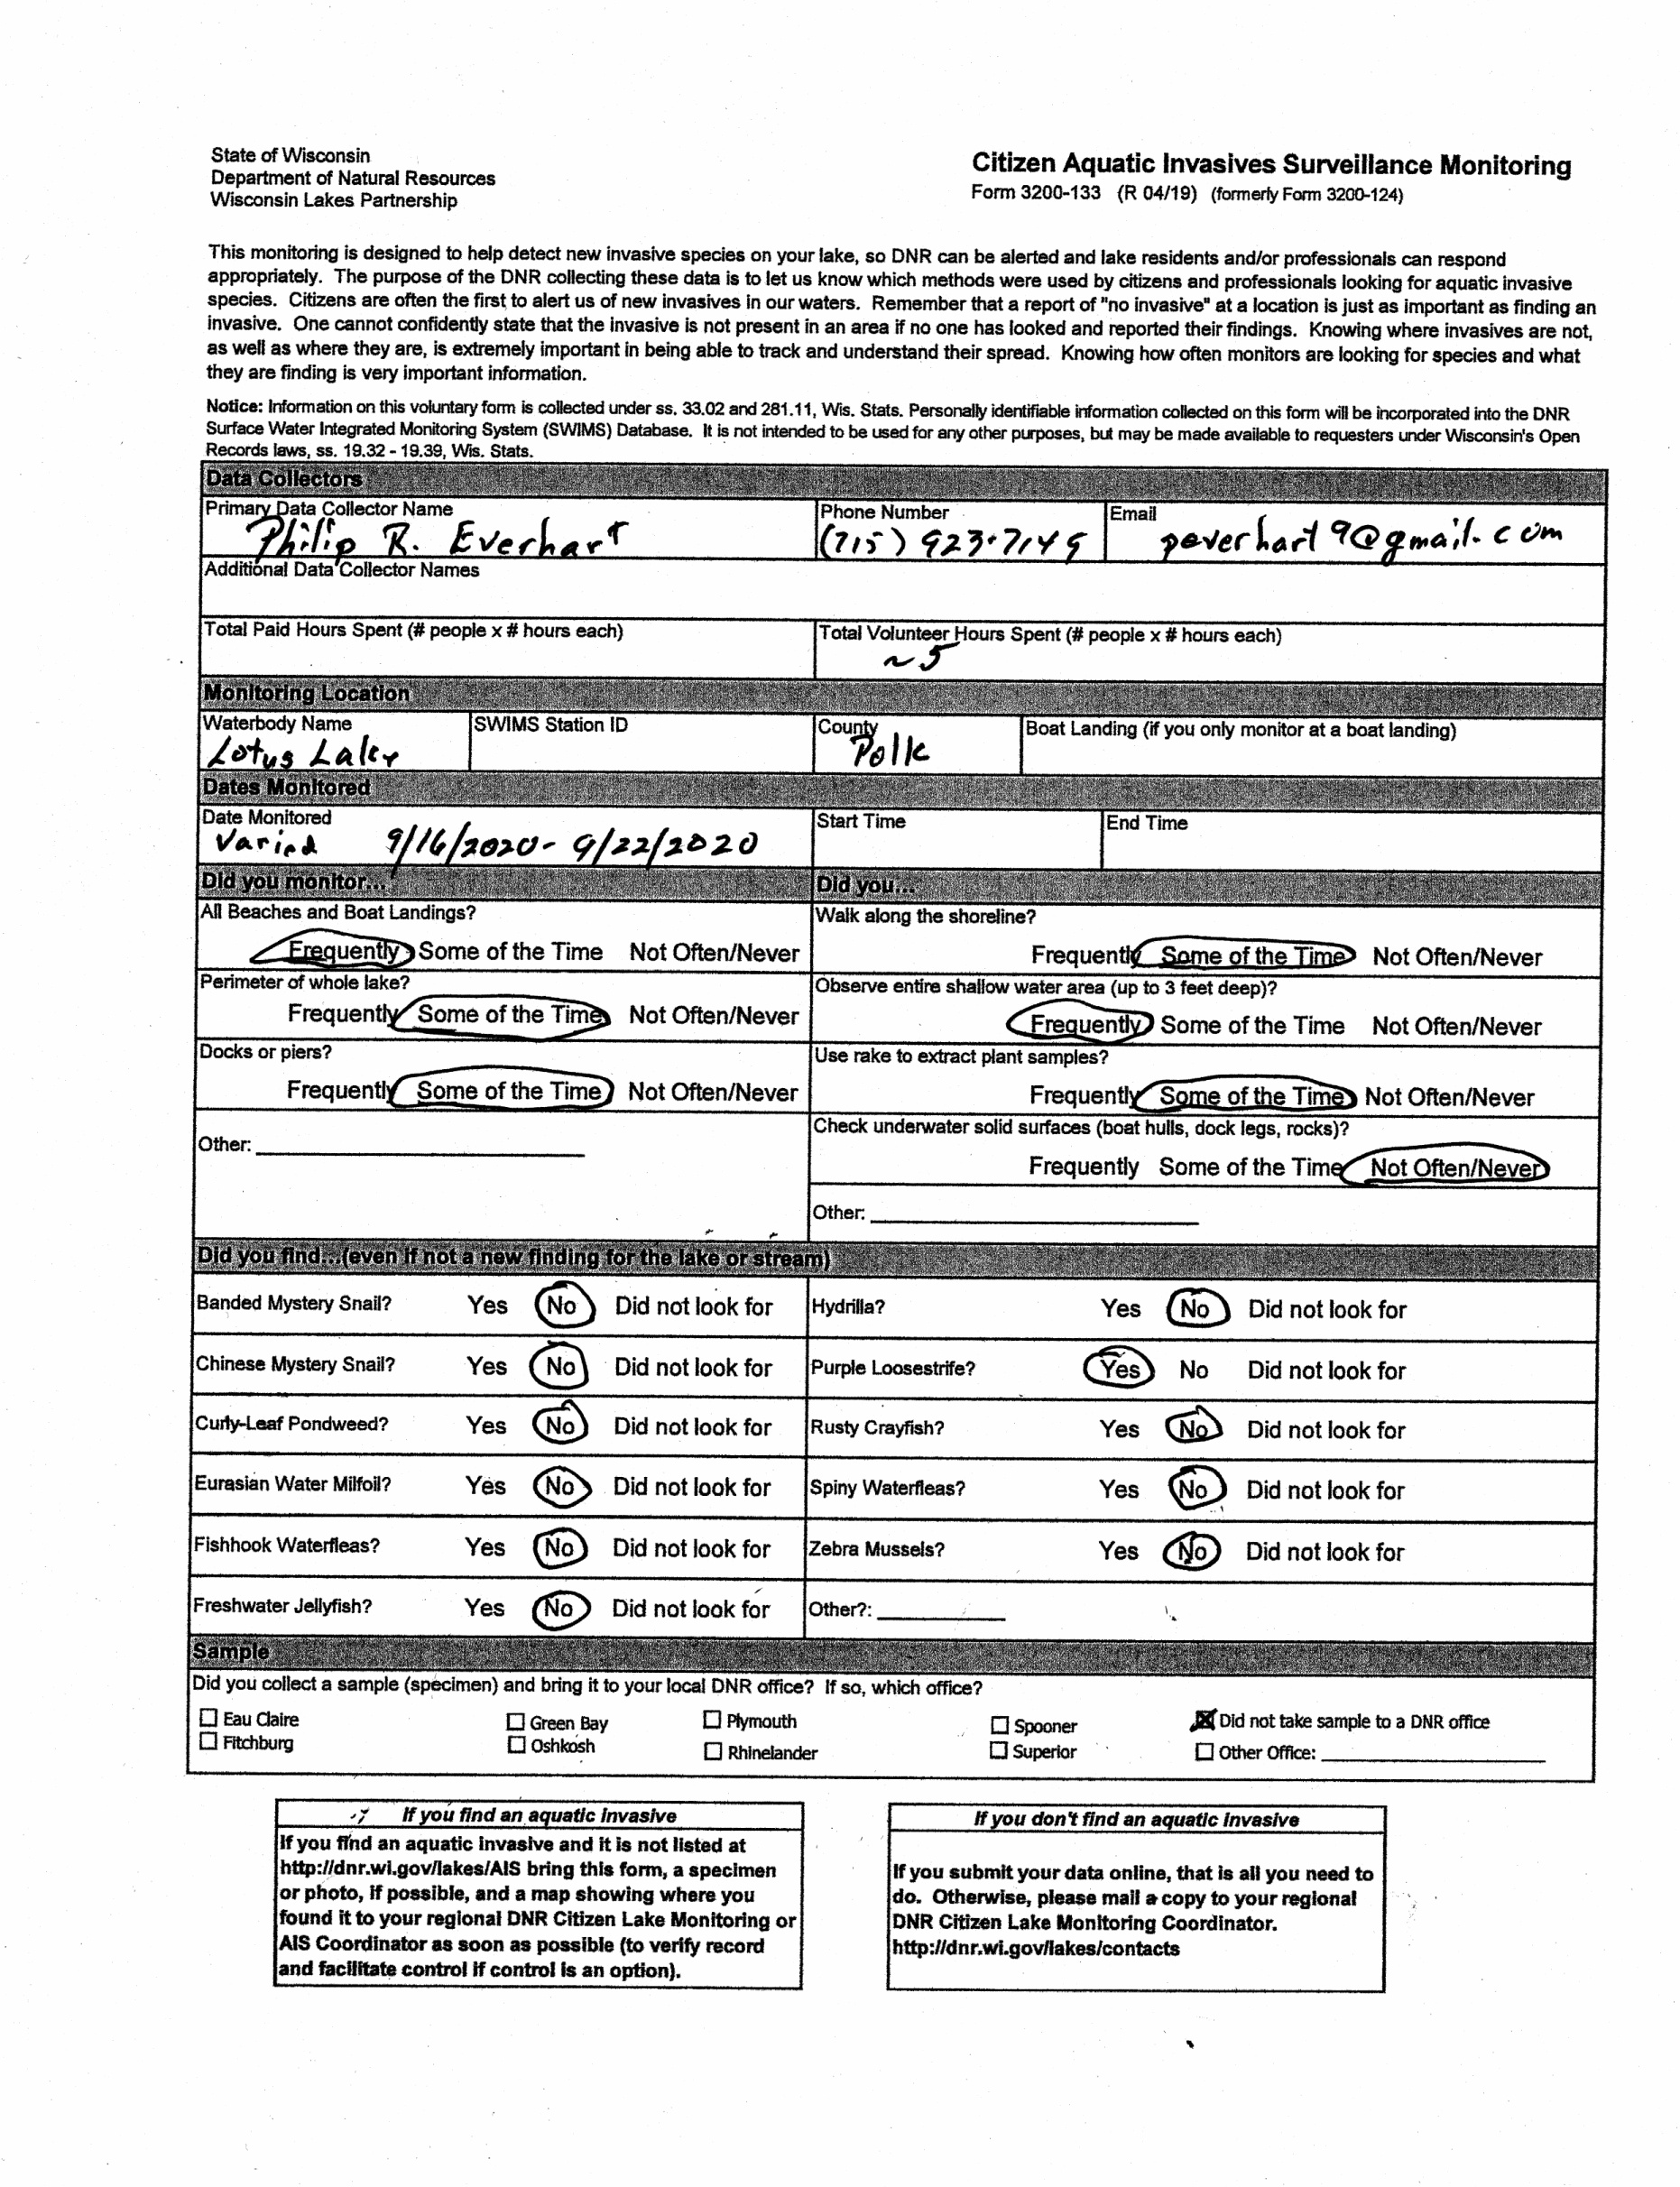 State of Wisconsin
Department of Natural Resources
Wisconsin Lakes Partnership
Citizen Aquatic Invasives Surveillance Monitoring
Form 3200-133 (R 04/19) (formerly Form 3200-124)
This monitoring is designed to help detect new invasive species on your lake, so DNR can be alerted and lake residents and/or professionals can respond
appropriately. The purpose of the DNR collecting these data is to let us know which methods were used by citizens and professionals looking for aquatic invasive
species. Citizens are often the first to alert us of new invasives in our waters. Remember that a report of "no invasive" at a location is just as important as finding an
invasive. One cannot confidently state that the invasive is not present in an area if no one has looked and reported their findings. Knowing where invasives are not,
as well as where they are, is extremely important in being able to track and understand their spread. Knowing how often monitors are looking for species and what
they are finding is very important information.
Notice: Information on this voluntary form is collected under ss. 33.02 and 281.11, Wis. Stats. Personally identifiable information collected on this form will be incorporated into the DNR
Surface Water Integrated Monitoring System (SWIMS) Database. It is not intended to be used for any other purposes, but may be made available to requesters under Wisconsin's Open
Records laws, ss. 19.32 - 19.39, Wis. Stats.
Data Collectors
Primary Data Collector Name Phone Number Email
Philip R. Everhart (715) 923-7145 peverhart9@gmail.com
Additional Data Collector Names
Total Paid Hours Spent (# people x # hours each) Total Volunteer Hours Spent (# people x # hours each)
~5
Monitoring Location
Waterbody Name SWIMS Station ID County Boat Landing (if you only monitor at a boat landing)
Lotus Lake Polk
Dates Monitored
Date Monitored Start Time End Time
Varied 9/16/2020- 9/22/2020
Did you monitor... Did you...
All Beaches and Boat Landings? Walk along the shoreline?
Frequently Some of the Time Not Often/Never Frequently Some of the Time Not Often/Never
Perimeter of whole lake? Observe entire shallow water area (up to 3 feet deep)?
Frequently Some of the Time Not Often/Never Frequently Some of the Time Not Often/Never
Docks or piers? Use rake to extract plant samples?
Frequently Some of the Time Not Often/Never Frequently Some of the Time Not Often/Never
Other: Check underwater solid surfaces (boat hulls, dock legs, rocks)?
Frequently Some of the Time Not Often/Never
Other:
Did you find...(even if not a new finding for the lake or stream)
Banded Mystery Snail? Yes No Did not look for Hydrilla? Yes No Did not look for
Chinese Mystery Snail? Yes No Did not look for Purple Loosestrife? Yes No Did not look for
Curly-Leaf Pondweed? Yes No Did not look for Rusty Crayfish? Yes No Did not look for
Eurasian Water Milfoil? Yes No Did not look for Spiny Waterfleas? Yes No Did not look for
Fishhook Waterfleas? Yes No Did not look for Zebra Mussels? Yes No Did not look for
Freshwater Jellyfish? Yes No Did not look for Other?:
Sample
Did you collect a sample (specimen) and bring it to your local DNR office? If so, which office?
Eau Claire Green Bay Plymouth Spooner Did not take sample to a DNR office
Fitchburg Oshkosh Rhinelander Superior Other Office:
If you find an aquatic invasive
If you find an aquatic invasive and it is not listed at
http://dnr.wi.gov/lakes/AIS bring this form, a specimen
or photo, if possible, and a map showing where you
found it to your regional DNR Citizen Lake Monitoring or
AIS Coordinator as soon as possible (to verify record
and facilitate control if control is an option).
If you don't find an aquatic invasive
If you submit your data online, that is all you need to
do. Otherwise, please mail a copy to your regional
DNR Citizen Lake Monitoring Coordinator.
http://dnr.wi.gov/lakes/contacts